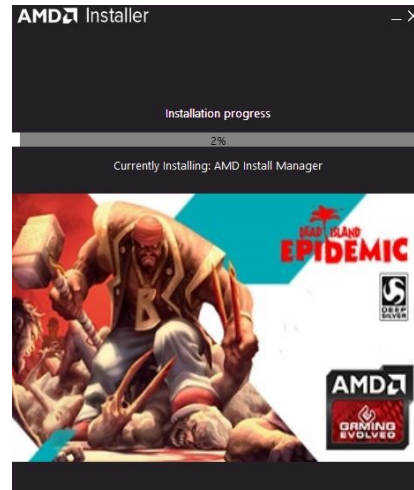 AMD Installer
Installation progress
2%
Currently Installing: AMD Install Manager
DEAD ISLAND
EPIDEMIC
DEEP
SILVER
B
AMD
GAMING
EVOLVED